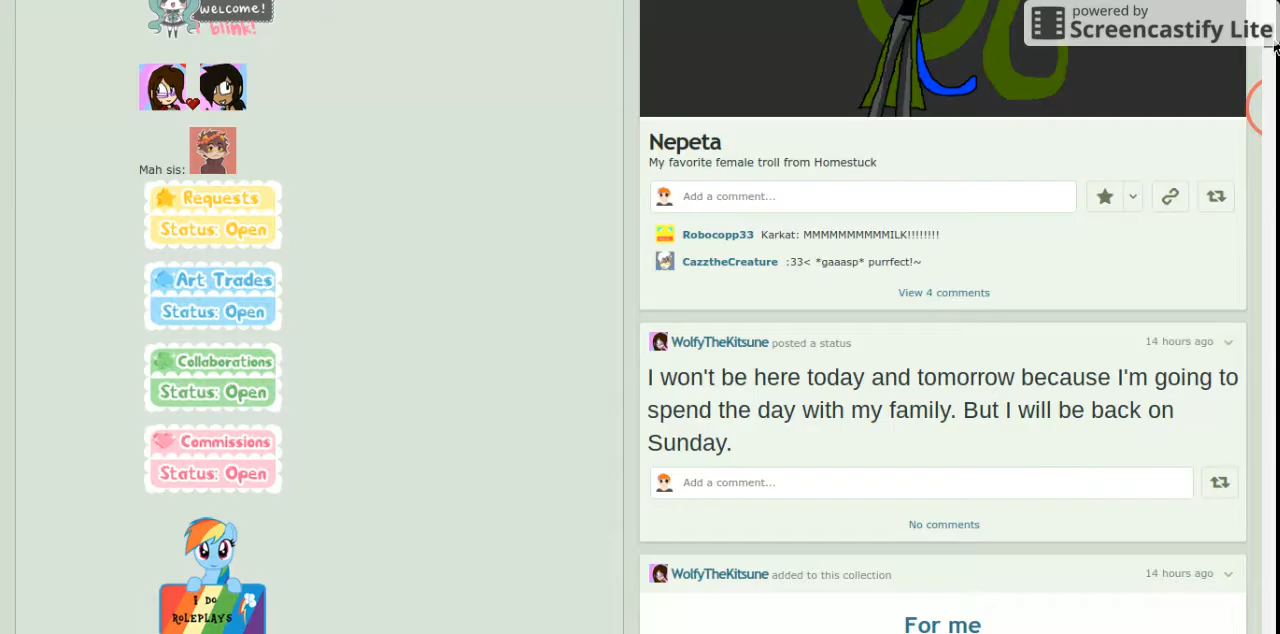 welcome!
blink!
Mah sis:
Requests
Status: Open
Art Trades
Status: Open
Collaborations
Status: Open
Commissions
Status: Open
I DO
ROLEPLAYS
powered by
Screencastify Lite
Nepeta
My favorite female troll from Homestuck
Add a comment...
Robocopp33 Karkat: MMMMMMMMMMILK!!!!!!!!
CazztheCreature :33< *gaaasp* purrfect!~
View 4 comments
WolfyTheKitsune posted a status 14 hours ago
I won't be here today and tomorrow because I'm going to
spend the day with my family. But I will be back on
Sunday.
Add a comment...
No comments
WolfyTheKitsune added to this collection 14 hours ago
For me